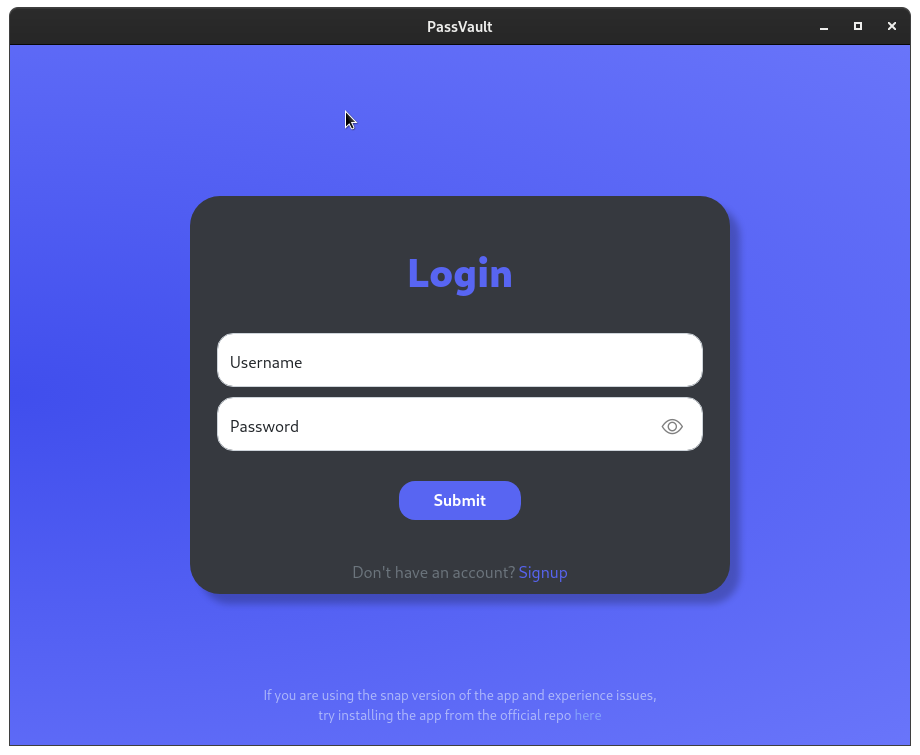 PassVault
Login
Username
Password
Submit
Don't have an account? Signup
If you are using the snap version of the app and experience issues,
try installing the app from the official repo here